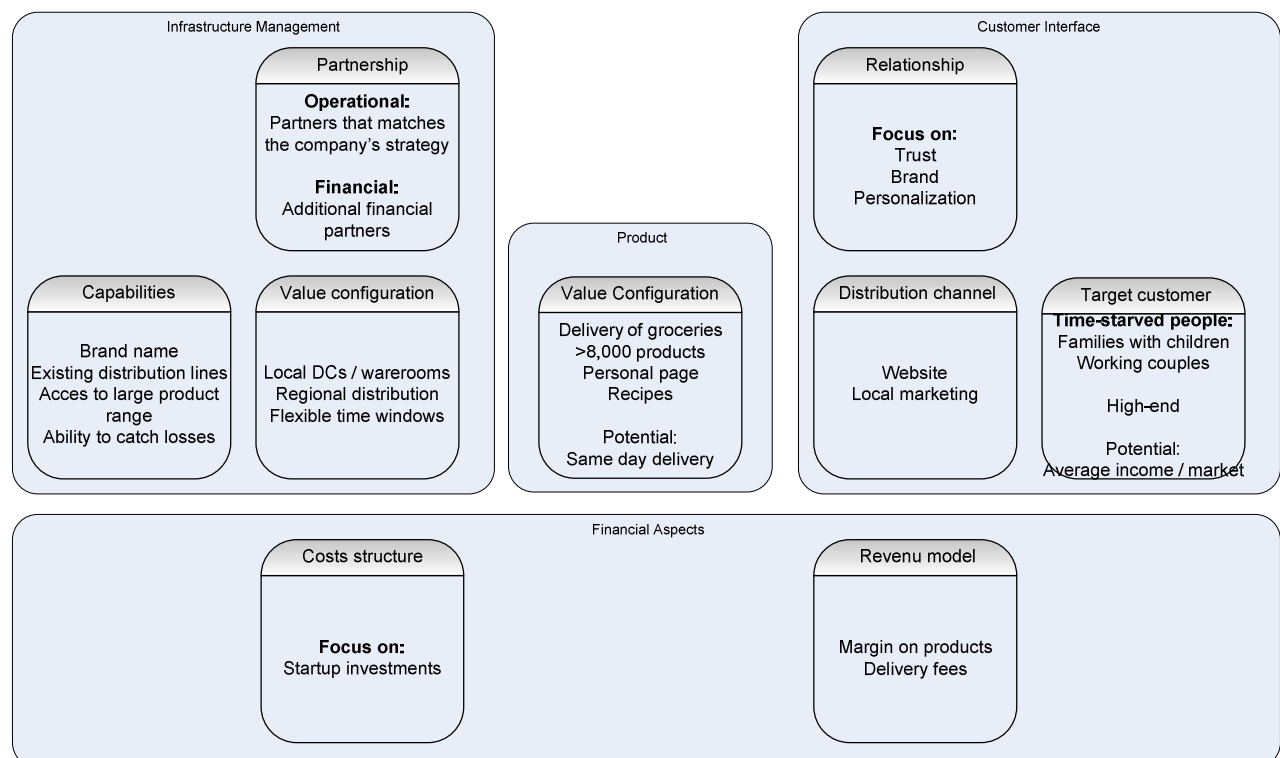 Infrastructure Management
Partnership
Operational:
Partners that matches
the company's strategy
Financial:
Additional financial
partners
Capabilities
Brand name
Existing distribution lines
Acces to large product
range
Ability to catch losses
Value configuration
Local DCs / warerooms
Regional distribution
Flexible time windows
Product
Value Configuration
Delivery of groceries
>8,000 products
Personal page
Recipes
Potential:
Same day delivery
Customer Interface
Relationship
Focus on:
Trust
Brand
Personalization
Distribution channel
Website
Local marketing
Target customer
Time-starved people:
Families with children
Working couples
High-end
Potential:
Average income / market
Financial Aspects
Costs structure
Focus on:
Startup investments
Revenu model
Margin on products
Delivery fees